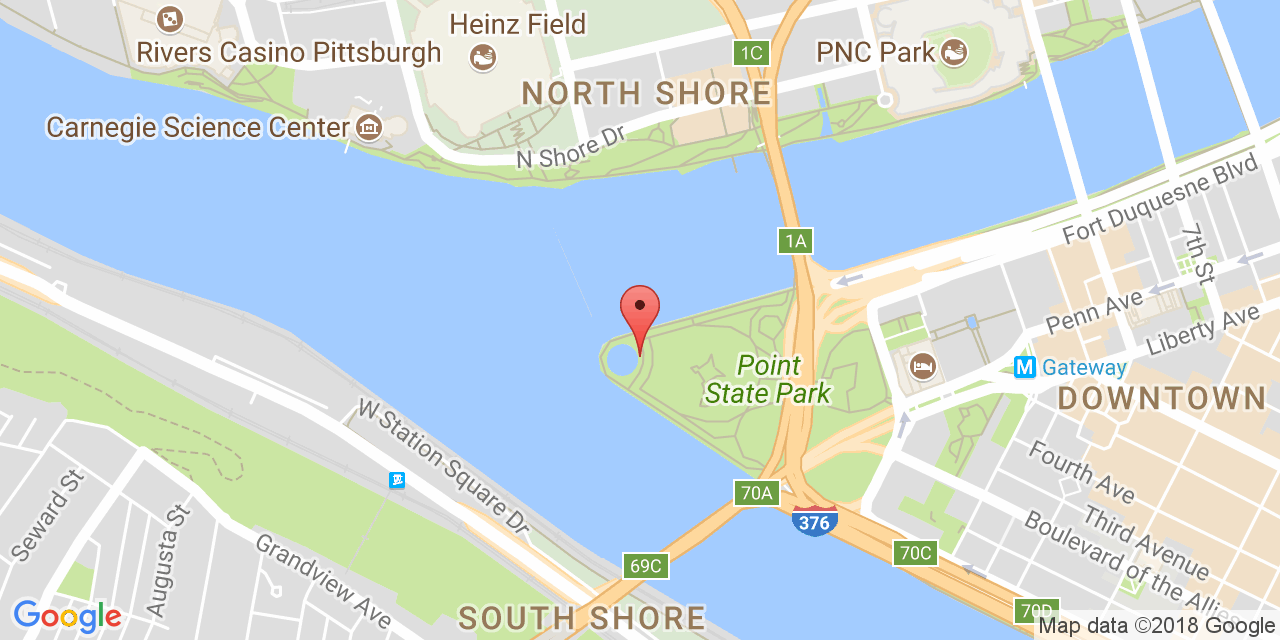 Heinz Field
Rivers Casino Pittsburgh
1C
PNC Park
NORTH SHORE
Carnegie Science Center
N Shore Dr
Fort Duquesne Blvd
1A
7th St
Penn Ave
Liberty Ave
Point
State Park
M Gateway
DOWNTOWN
W Station Square Dr
Fourth Ave
Seward St
70A
376
Third Avenue
Augusta St
Boulevard of the Allies
70C
Grandview Ave
69C
70D
SOUTH SHORE
Google
Map data ©2018 Google